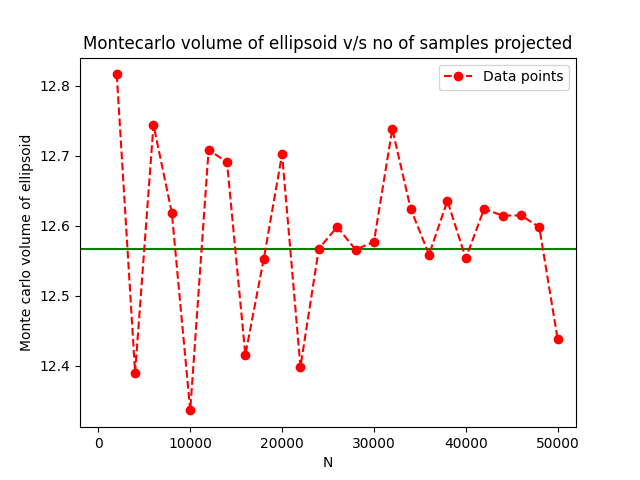 Montecarlo volume of ellipsoid v/s no of samples projected
Data points
12.8
12.7
12.6
12.5
12.4
Monte carlo volume of ellipsoid
0 10000 20000 30000 40000 50000
N